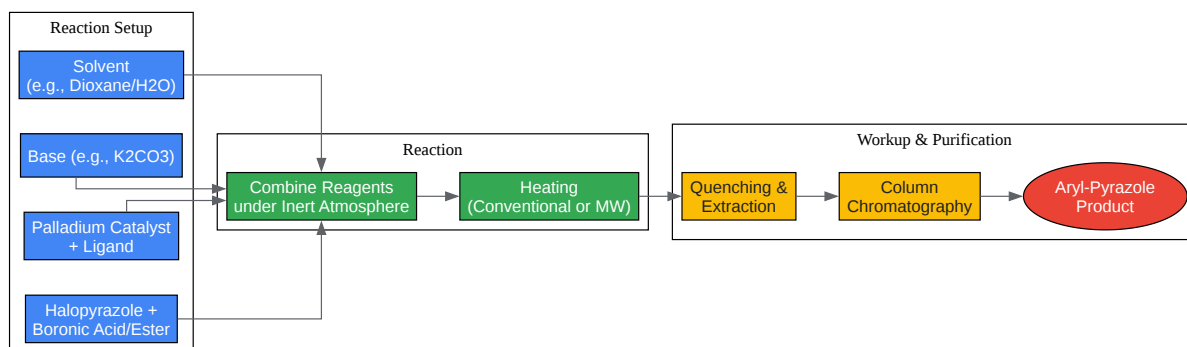 Reaction Setup
Solvent
(e.g., Dioxane/H2O)
Base (e.g., K2CO3)
Palladium Catalyst
+ Ligand
Halopyrazole +
Boronic Acid/Ester
Reaction
Combine Reagents
under Inert Atmosphere
Heating
(Conventional or MW)
Workup & Purification
Quenching &
Extraction
Column
Chromatography
Aryl-Pyrazole
Product